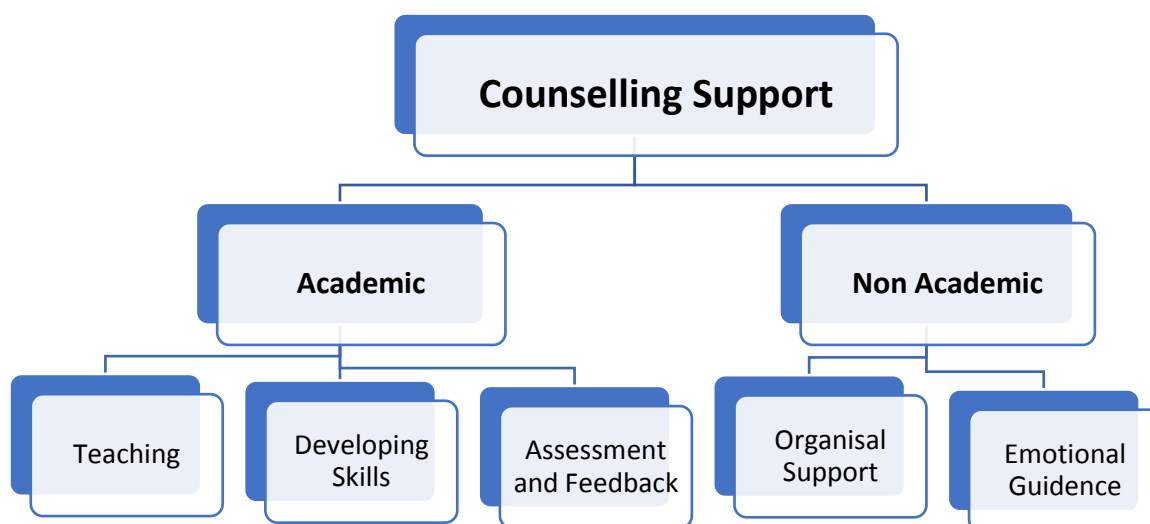 Counselling Support
Academic
Non Academic
Teaching
Developing
Skills
Assessment
and Feedback
Organisal
Support
Emotional
Guidence